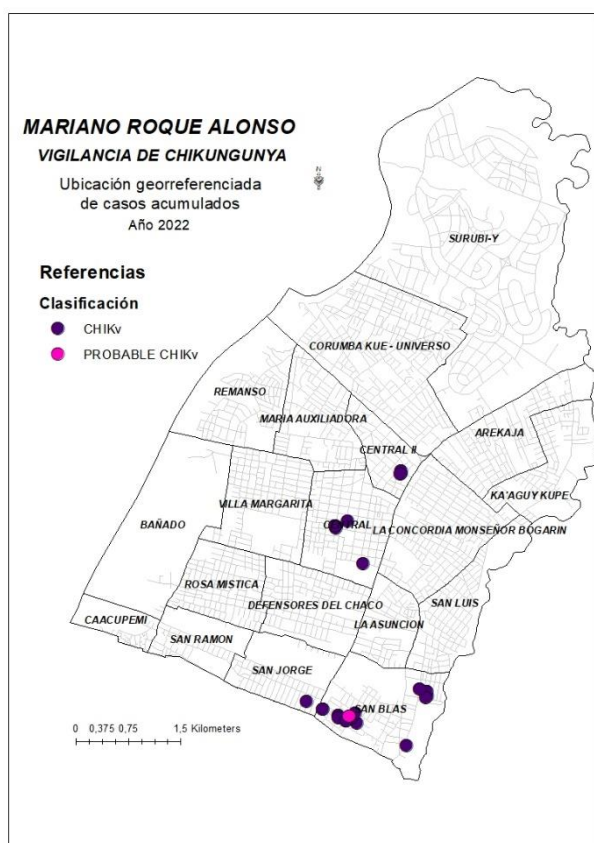 MARIANO ROQUE ALONSO
VIGILANCIA DE CHIKUNGUNYA
Ubicación georreferenciada
de casos acumulados
Año 2022
N
Referencias
Clasificación
CHIKv
PROBABLE CHIKv
SURUBI-Y
CORUMBA KUE - UNIVERSO
REMANSO
MARIA AUXILIADORA
AREKAJA
CENTRAL II
KA'AGUY KUPE
VILLA MARGARITA
BAÑADO
CENTRAL
LA CONCORDIA MONSEÑOR BOGARIN
ROSA MISTICA
DEFENSORES DEL CHACO
SAN LUIS
CAACUPEMI
LA ASUNCION
SAN RAMON
SAN JORGE
SAN BLAS
0 0,375 0,75 1,5 Kilometers